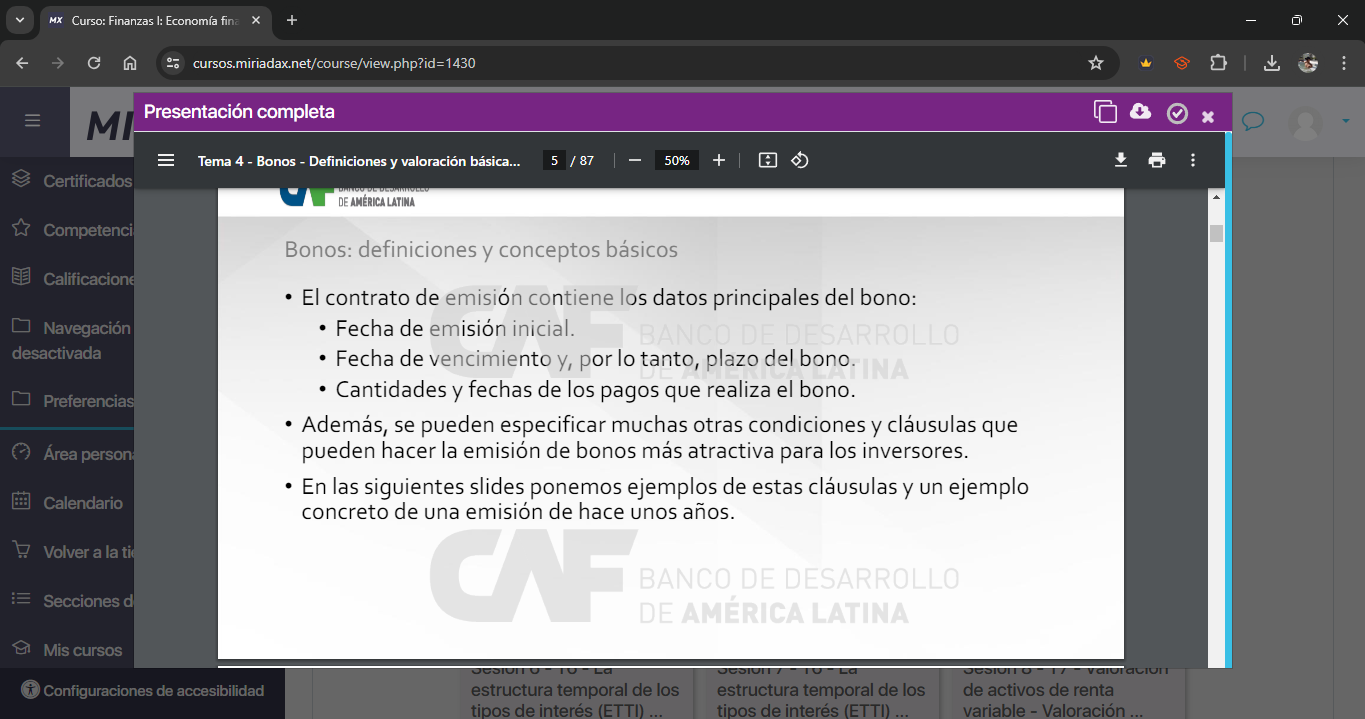 MX Curso: Finanzas I: Economía fina
cursos.miriadax.net/course/view.php?id=1430
Presentación completa
Tema 4 - Bonos - Definiciones y valoración básica...
5 / 87
50%
DE AMÉRICA LATINA
Bonos: definiciones y conceptos básicos
• El contrato de emisión contiene los datos principales del bono:
• Fecha de emisión inicial.
• Fecha de vencimiento y, por lo tanto, plazo del bono.
• Cantidades y fechas de los pagos que realiza el bono.
• Además, se pueden especificar muchas otras condiciones y cláusulas que
pueden hacer la emisión de bonos más atractiva para los inversores.
• En las siguientes slides ponemos ejemplos de estas cláusulas y un ejemplo
concreto de una emisión de hace unos años.
CAF BANCO DE DESARROLLO
DE AMÉRICA LATINA
CAF BANCO DE DESARROLLO
DE AMÉRICA LATINA
MI
Certificados
Competenci
Calificacione
Navegación
desactivada
Preferencias
Área persona
Calendario
Volver a la ti
Secciones d
Mis cursos
Configuraciones de accesibilidad
Sesión 6 - 16 - La
estructura temporal de los
tipos de interés (ETTI) ...
Sesión 7 - 16 - La
estructura temporal de los
tipos de interés (ETTI) ...
Sesión 8 - 17 - Valoración
de activos de renta
variable - Valoración ...